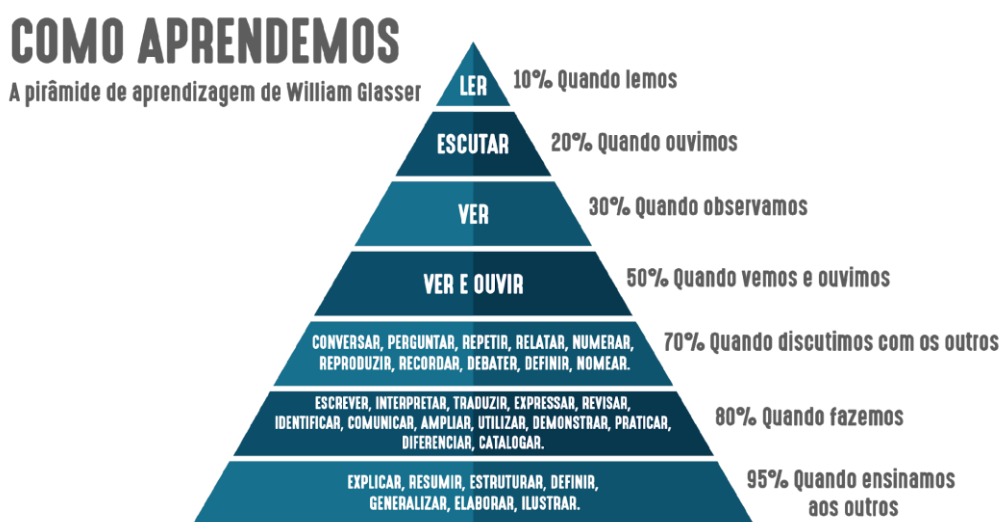 COMO APRENDEMOS
A pirâmide de aprendizagem de William Glasser
LER
10% Quando lemos
ESCUTAR
20% Quando ouvimos
VER
30% Quando observamos
VER E OUVIR
50% Quando vemos e ouvimos
CONVERSAR, PERGUNTAR, REPETIR, RELATAR, NUMERAR,
REPRODUZIR, RECORDAR, DEBATER, DEFINIR, NOMEAR.
70% Quando discutimos com os outros
ESCREVER, INTERPRETAR, TRADUZIR, EXPRESSAR, REVISAR,
IDENTIFICAR, COMUNICAR, AMPLIAR, UTILIZAR, DEMONSTRAR, PRATICAR,
DIFERENCIAR, CATALOGAR.
80% Quando fazemos
EXPLICAR, RESUMIR, ESTRUTURAR, DEFINIR,
GENERALIZAR, ELABORAR, ILUSTRAR.
95% Quando ensinamos
aos outros